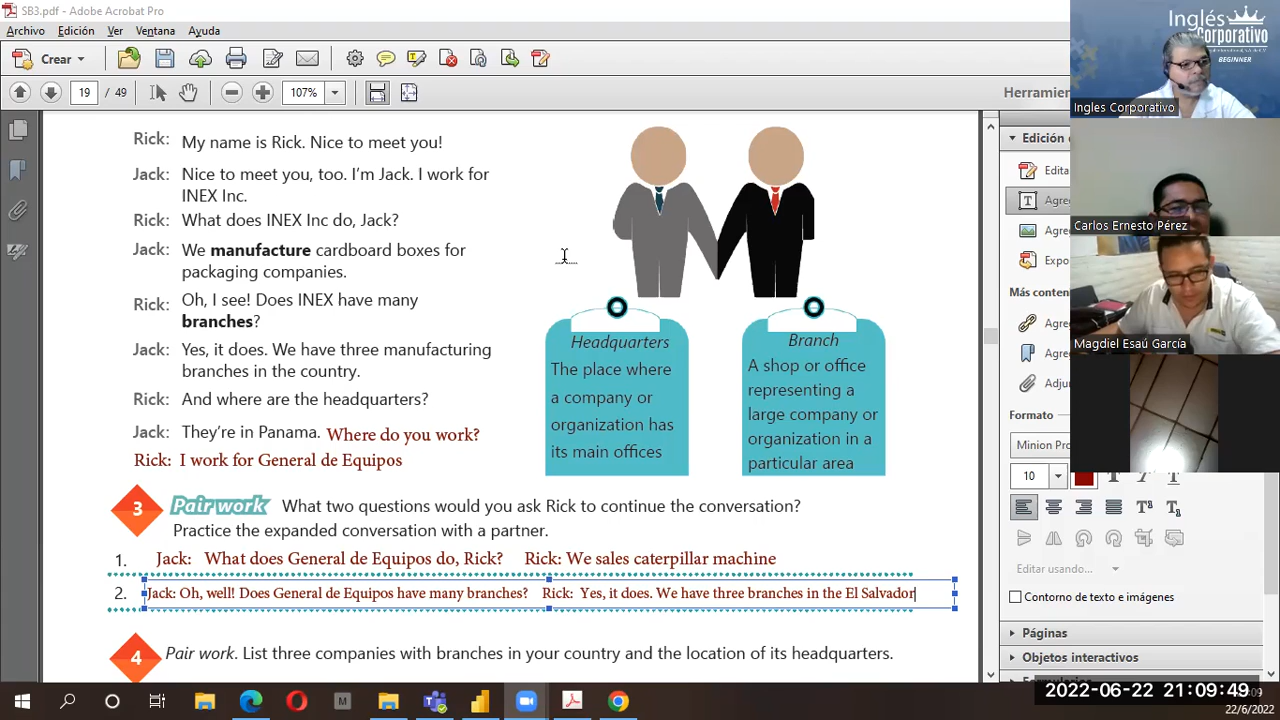 SB3.pdf - Adobe Acrobat Pro
Archivo Edición Ver Ventana Ayuda
Crear
19 / 49 107% Herramien
Rick: My name is Rick. Nice to meet you!
Jack: Nice to meet you, too. I'm Jack. I work for
INEX Inc.
Rick: What does INEX Inc do, Jack?
Jack: We manufacture cardboard boxes for
packaging companies.
Rick: Oh, I see! Does INEX have many
branches?
Jack: Yes, it does. We have three manufacturing
branches in the country.
Rick: And where are the headquarters?
Jack: They're in Panama. Where do you work?
Rick: I work for General de Equipos
Headquarters
The place where
a company or
organization has
its main offices
Branch
A shop or office
representing a
large company or
organization in a
particular area
3 Pair work What two questions would you ask Rick to continue the conversation?
Practice the expanded conversation with a partner.
1. Jack: What does General de Equipos do, Rick? Rick: We sales caterpillar machine
2. Jack: Oh, well! Does General de Equipos have many branches? Rick: Yes, it does. We have three branches in the El Salvador
4 Pair work. List three companies with branches in your country and the location of its headquarters.
Edición d
Edita
Agre
Agre
Expo
Más conten
Agre
Agre
Adju
Formato
Minion Pro
10
Editar audio...
Contorno de texto e imágenes
Páginas
Objetos interactivos
Inglés
Corporativo
BEGINNER
Ingles Corporativo
Carlos Ernesto Pérez
Magdiel Esaú García
2022-06-22 21:09:49
22/6/2022